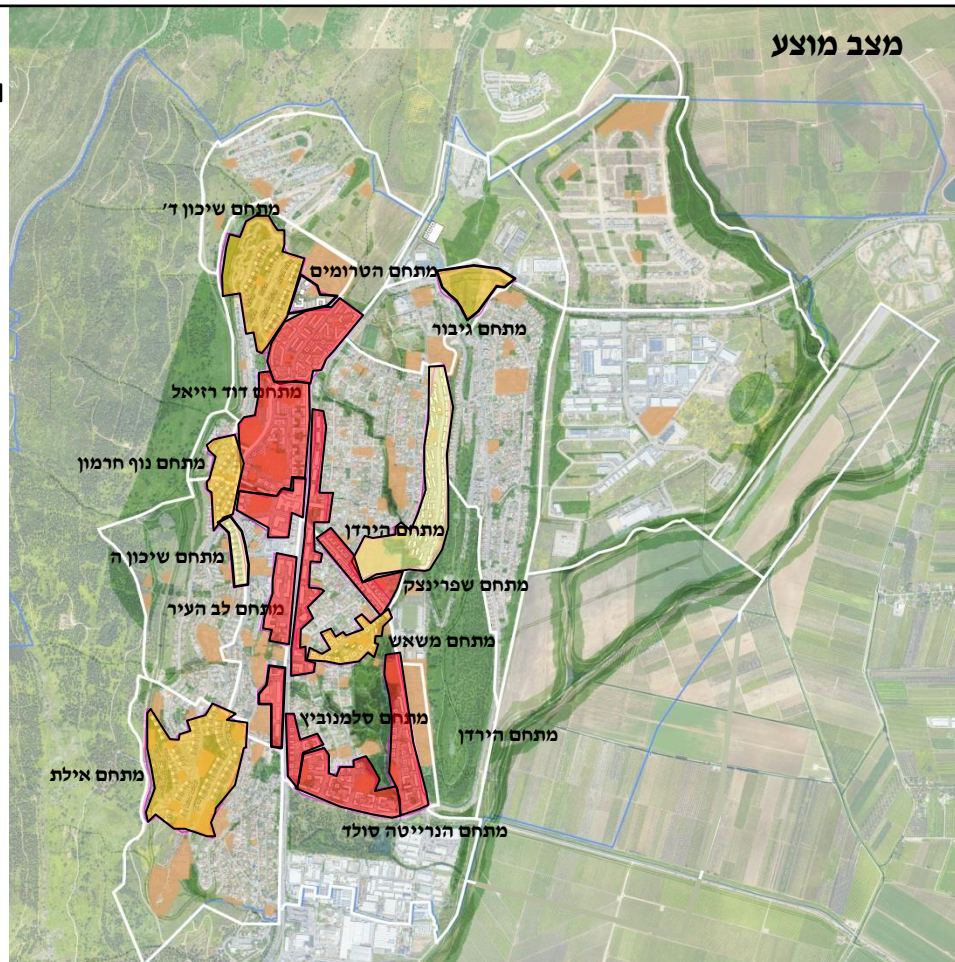 מצב מוצע
מתחם שיכון ד'
מתחם הטרומים
מתחם גיבור
מתחם דוד רזיאל
מתחם נוף חרמון
מתחם הירדן
מתחם שיכון ה
מתחם שפרינצק
מתחם לב העיר
מתחם משאש
מתחם סלמנוביץ
מתחם הירדן
מתחם אילת
מתחם הנרייטה סולד